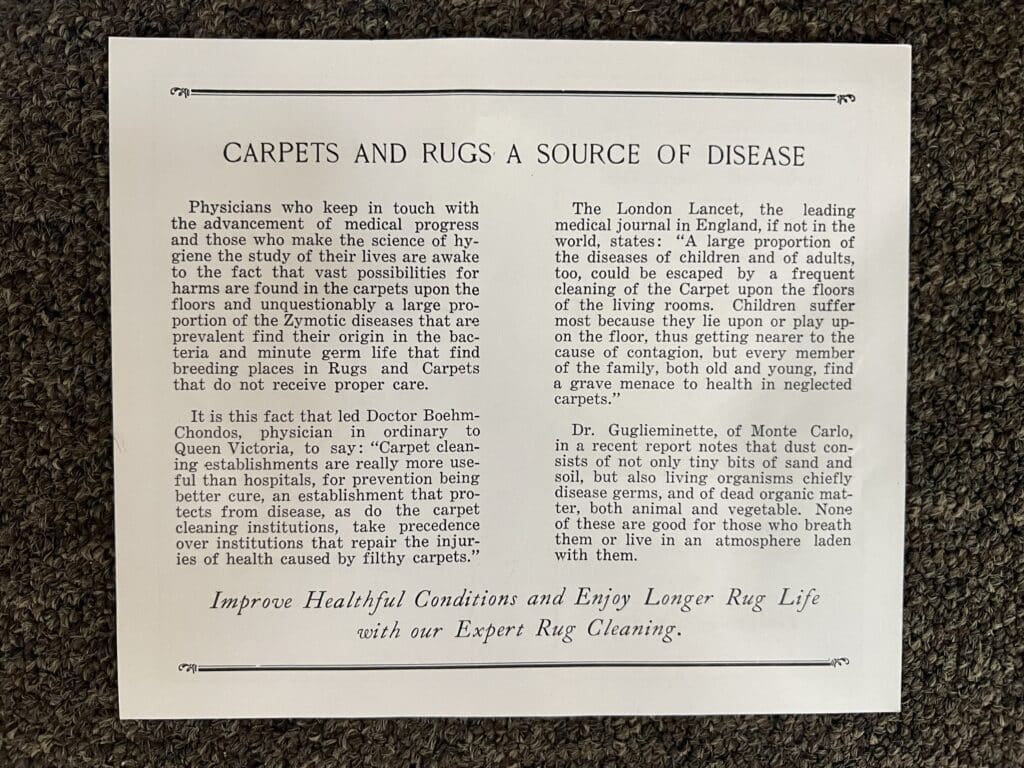 CARPETS AND RUGS A SOURCE OF DISEASE
Physicians who keep in touch with
the advancement of medical progress
and those who make the science of hy-
giene the study of their lives are awake
to the fact that vast possibilities for
harms are found in the carpets upon the
floors and unquestionably a large pro-
portion of the Zymotic diseases that are
prevalent find their origin in the bac-
teria and minute germ life that find
breeding places in Rugs and Carpets
that do not receive proper care.
It is this fact that led Doctor Boehm-
Chondos, physician in ordinary to
Queen Victoria, to say: “Carpet clean-
ing establishments are really more use-
ful than hospitals, for prevention being
better cure, an establishment that pro-
tects from disease, as do the carpet
cleaning institutions, take precedence
over institutions that repair the injur-
ies of health caused by filthy carpets.”
The London Lancet, the leading
medical journal in England, if not in the
world, states: “A large proportion of
the diseases of children and of adults,
too, could be escaped by a frequent
cleaning of the Carpet upon the floors
of the living rooms. Children suffer
most because they lie upon or play up-
on the floor, thus getting nearer to the
cause of contagion, but every member
of the family, both old and young, find
a grave menace to health in neglected
carpets.”
Dr. Guglieminette, of Monte Carlo,
in a recent report notes that dust con-
sists of not only tiny bits of sand and
soil, but also living organisms chiefly
disease germs, and of dead organic mat-
ter, both animal and vegetable. None
of these are good for those who breath
them or live in an atmosphere laden
with them.
Improve Healthful Conditions and Enjoy Longer Rug Life
with our Expert Rug Cleaning.